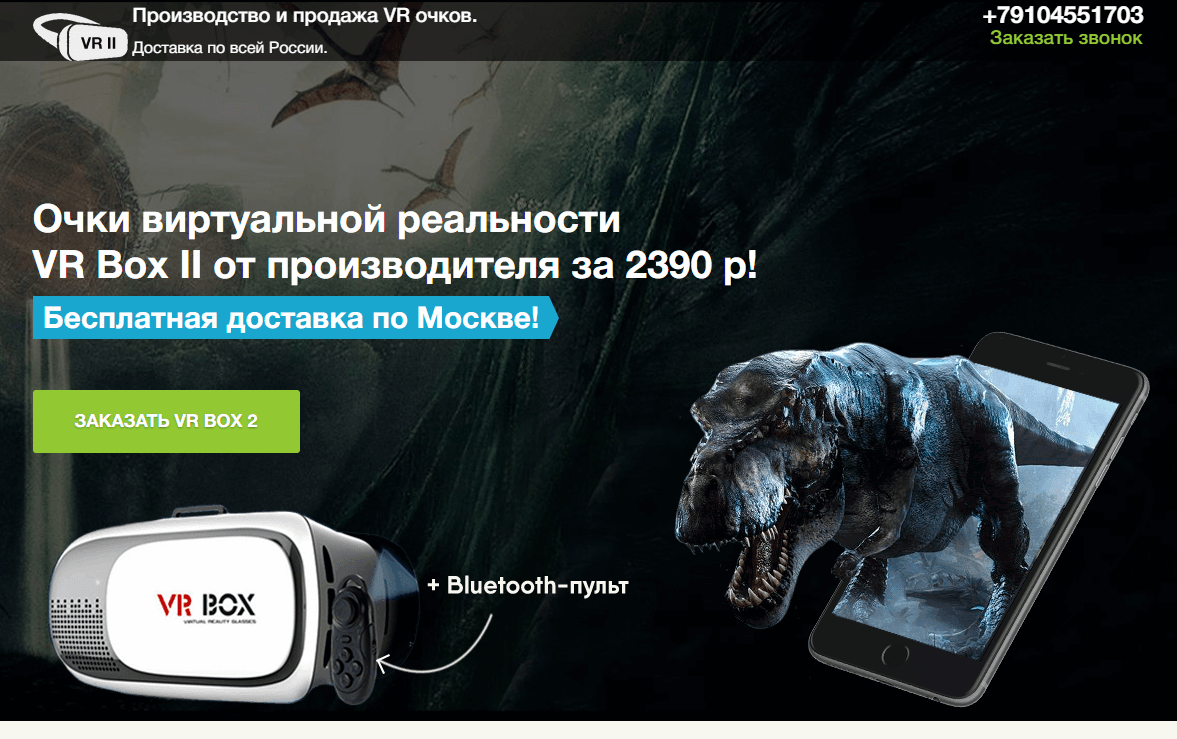 Производство и продажа VR очков.
VR II
Доставка по всей России.
+79104551703
Заказать звонок
Очки виртуальной реальности
VR Box II от производителя за 2390 р!
Бесплатная доставка по Москве!
ЗАКАЗАТЬ VR BOX 2
VR BOX
VIRTUAL REALITY GLASSES
+ Bluetooth-пульт